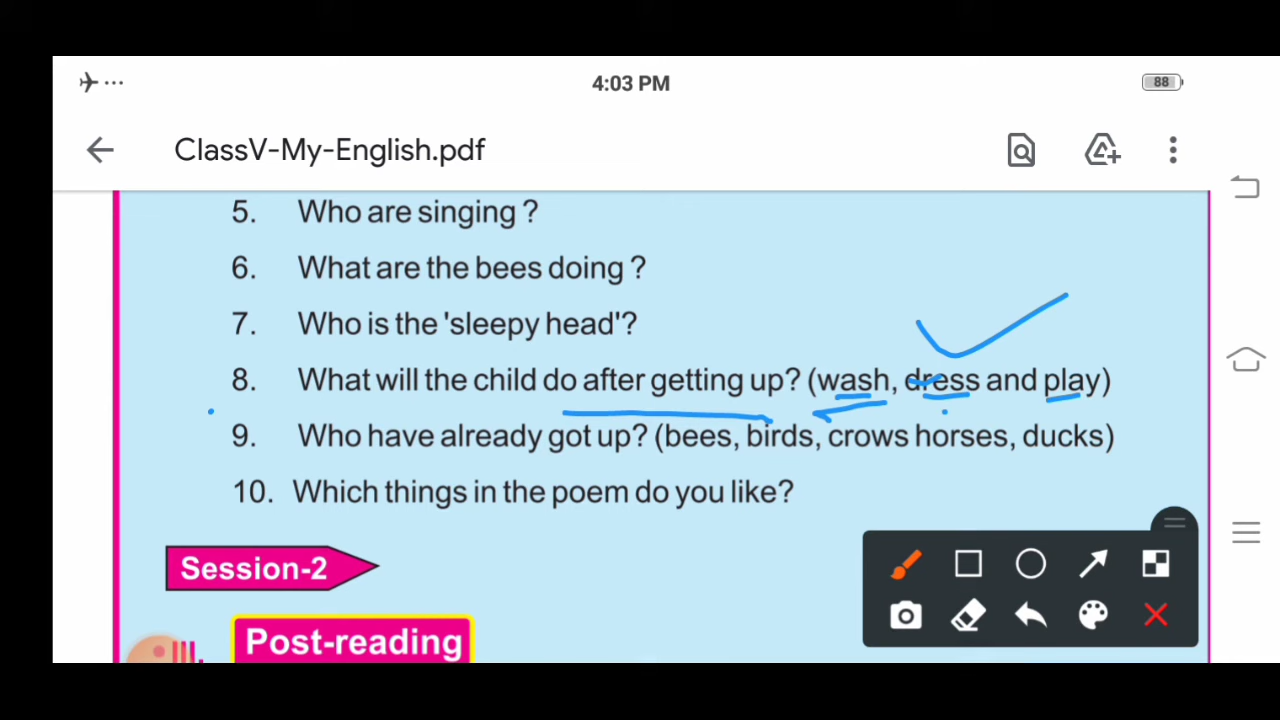 4:03 PM
88
ClassV-My-English.pdf
5. Who are singing ?
6. What are the bees doing ?
7. Who is the 'sleepy head'?
8. What will the child do after getting up? (wash, dress and play)
9. Who have already got up? (bees, birds, crows horses, ducks)
10. Which things in the poem do you like?
Session-2
Post-reading